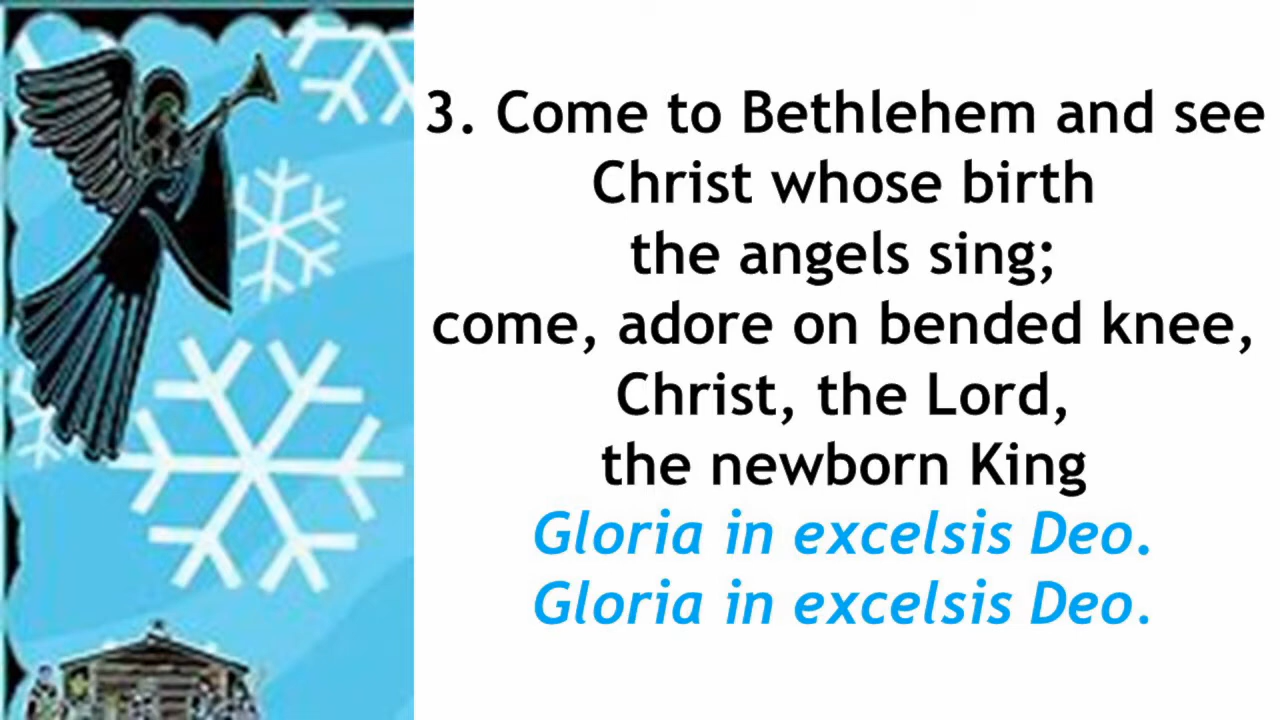 3. Come to Bethlehem and see
Christ whose birth
the angels sing;
come, adore on bended knee,
Christ, the Lord,
the newborn King
Gloria in excelsis Deo.
Gloria in excelsis Deo.